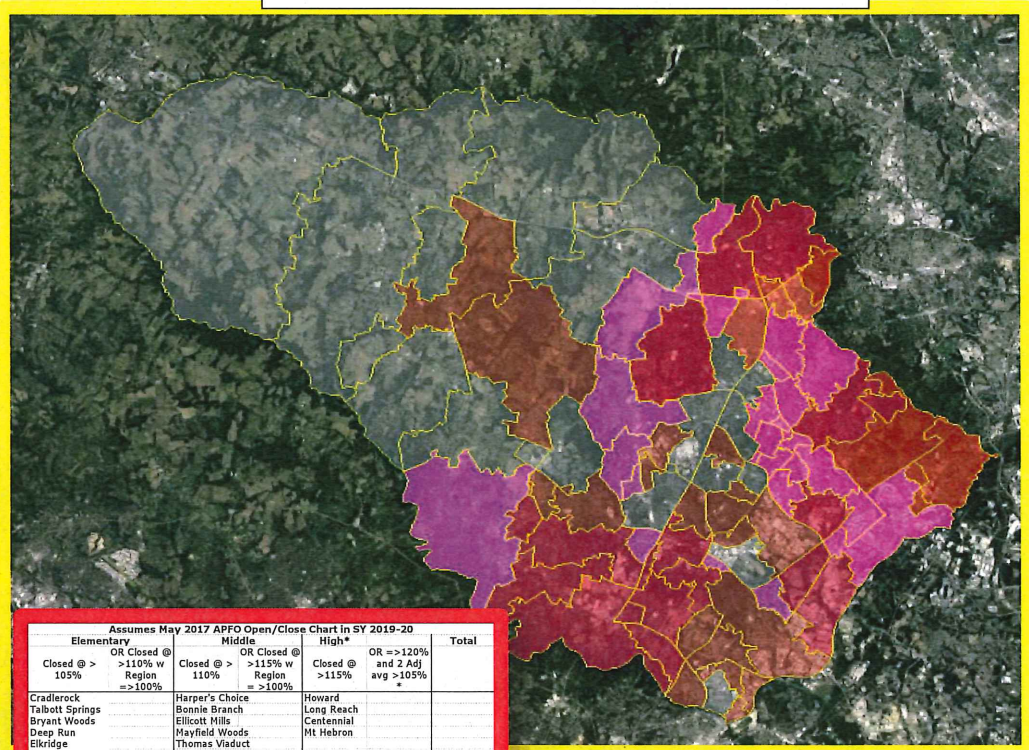 Assumes May 2017 APFO Open/Close Chart in SY 2019-20
Elementary Middle High* Total
Closed @ > 105%
OR Closed @ >110% w Region =>100%
Closed @ > 110%
OR Closed @ >115% w Region = >100%
Closed @ >115%
OR =>120% and 2 Adj avg >105% *
Cradlerock Harper's Choice Howard
Talbott Springs Bonnie Branch Long Reach
Bryant Woods Ellicott Mills Centennial
Deep Run Mayfield Woods Mt Hebron
Elkridge Thomas Viaduct